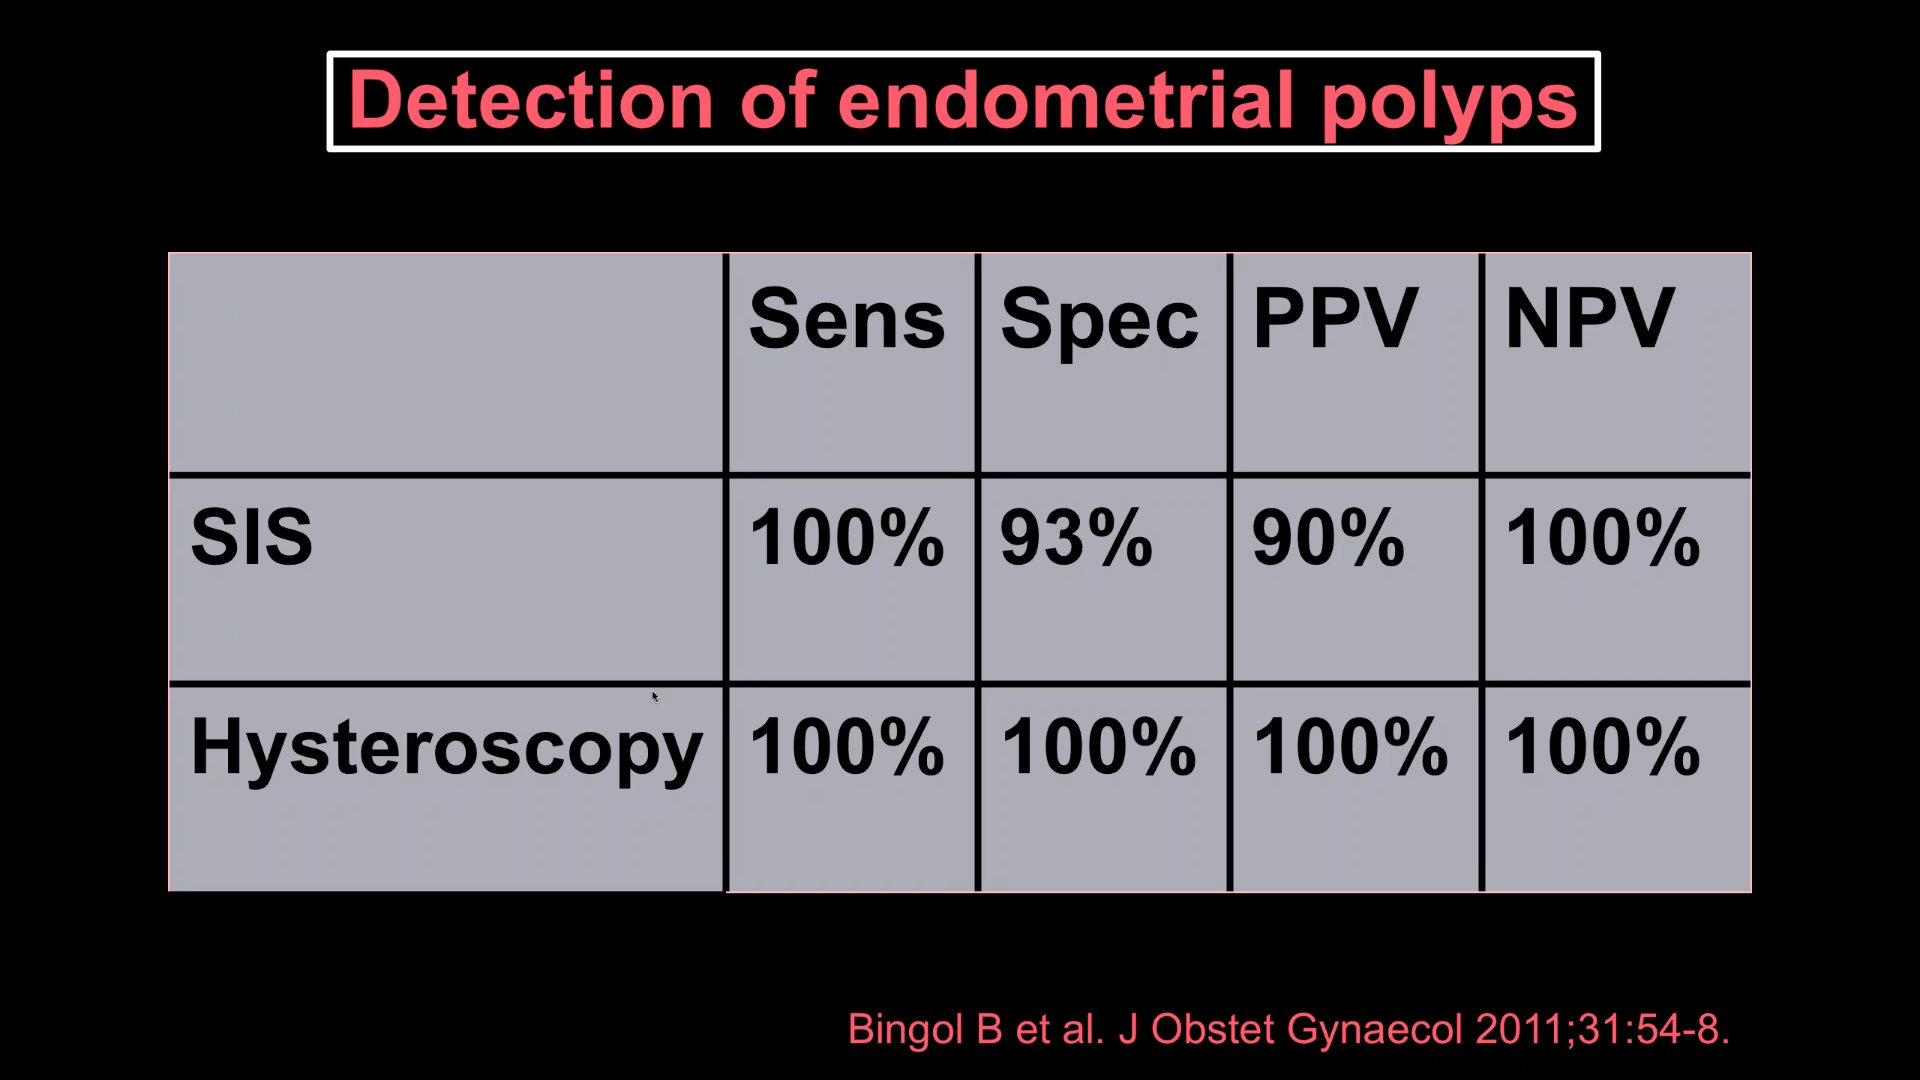 Detection of endometrial polyps
Sens Spec PPV NPV
SIS 100% 93% 90% 100%
Hysteroscopy 100% 100% 100% 100%
Bingol B et al. J Obstet Gynaecol 2011;31:54-8.